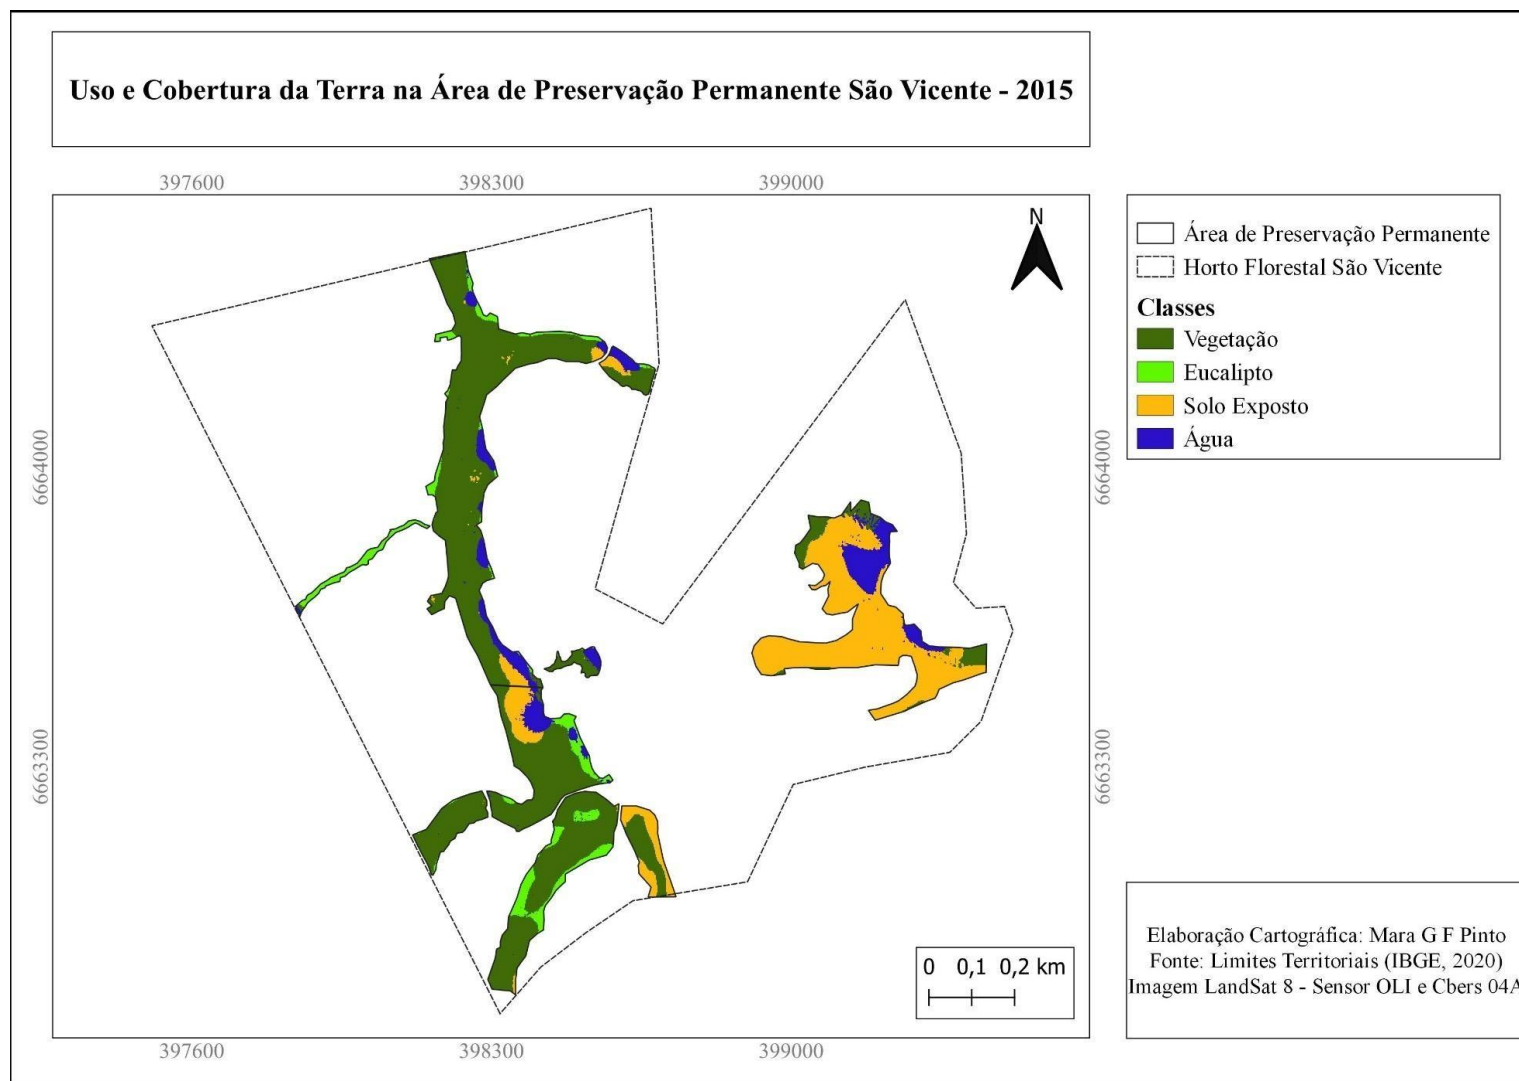 Uso e Cobertura da Terra na Área de Preservação Permanente São Vicente - 2015
397600
398300
399000
N
6664000
6664000
6663300
6663300
Área de Preservação Permanente
Horto Florestal São Vicente
Classes
Vegetação
Eucalipto
Solo Exposto
Água
0 0,1 0,2 km
397600
398300
399000
Elaboração Cartográfica: Mara G F Pinto
Fonte: Limites Territoriais (IBGE, 2020)
Imagem LandSat 8 - Sensor OLI e Cbers 04A